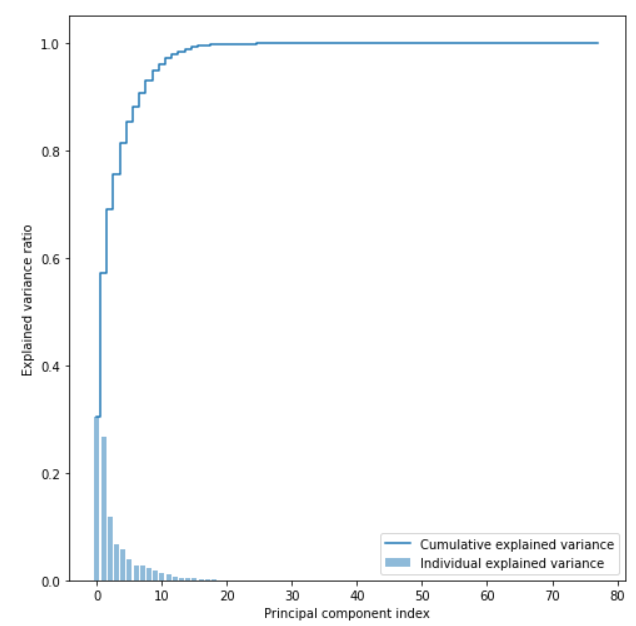 1.0
0.8
0.6
0.4
0.2
0.0
Explained variance ratio
0 10 20 30 40 50 60 70 80
Principal component index
Cumulative explained variance
Individual explained variance